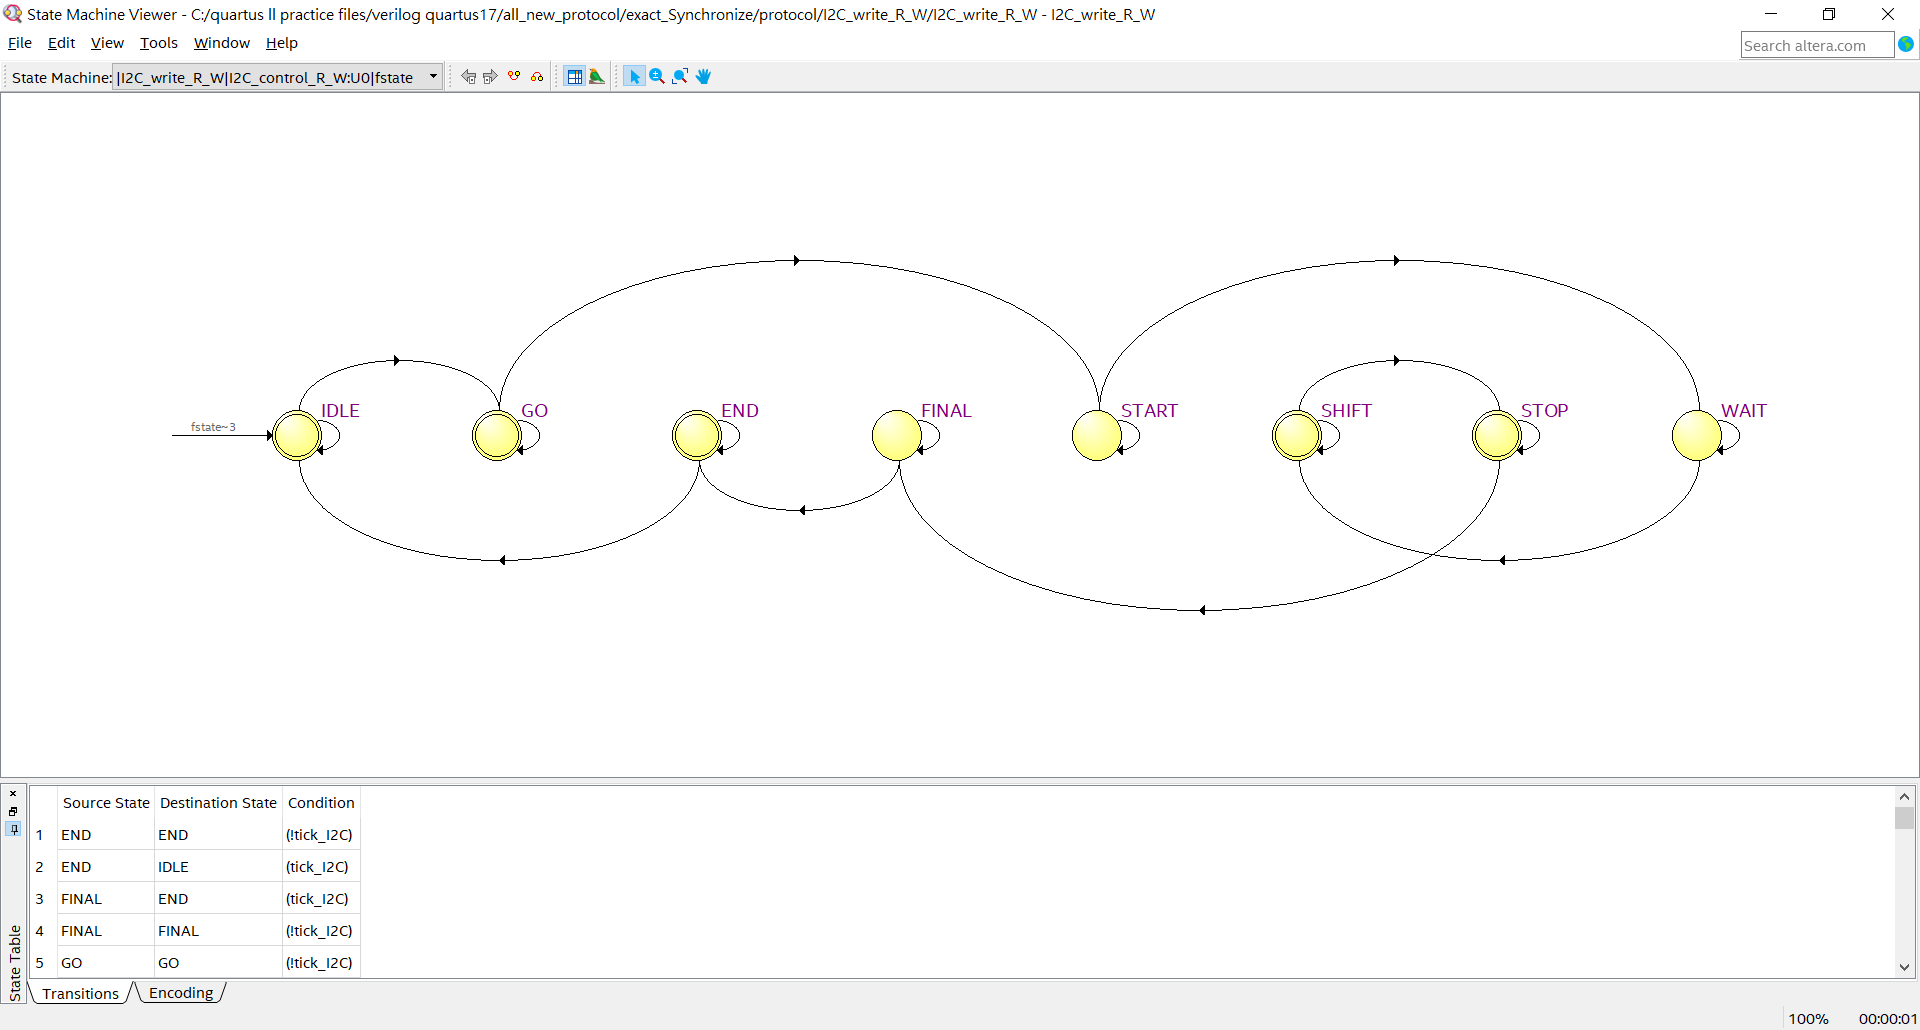 State Machine Viewer - C:/quartus ll practice files/verilog quartus17/all_new_protocol/exact_Synchronize/protocol/I2C_write_R_W/I2C_write_R_W - I2C_write_R_W
File Edit View Tools Window Help
Search altera.com
State Machine: |I2C_write_R_W|I2C_control_R_W:U0|fstate
fstate~3
IDLE GO END FINAL START SHIFT STOP WAIT
Source State Destination State Condition
1 END END (!tick_I2C)
2 END IDLE (tick_I2C)
3 FINAL END (tick_I2C)
4 FINAL FINAL (!tick_I2C)
5 GO GO (!tick_I2C)
State Table
Transitions Encoding
100% 00:00:01